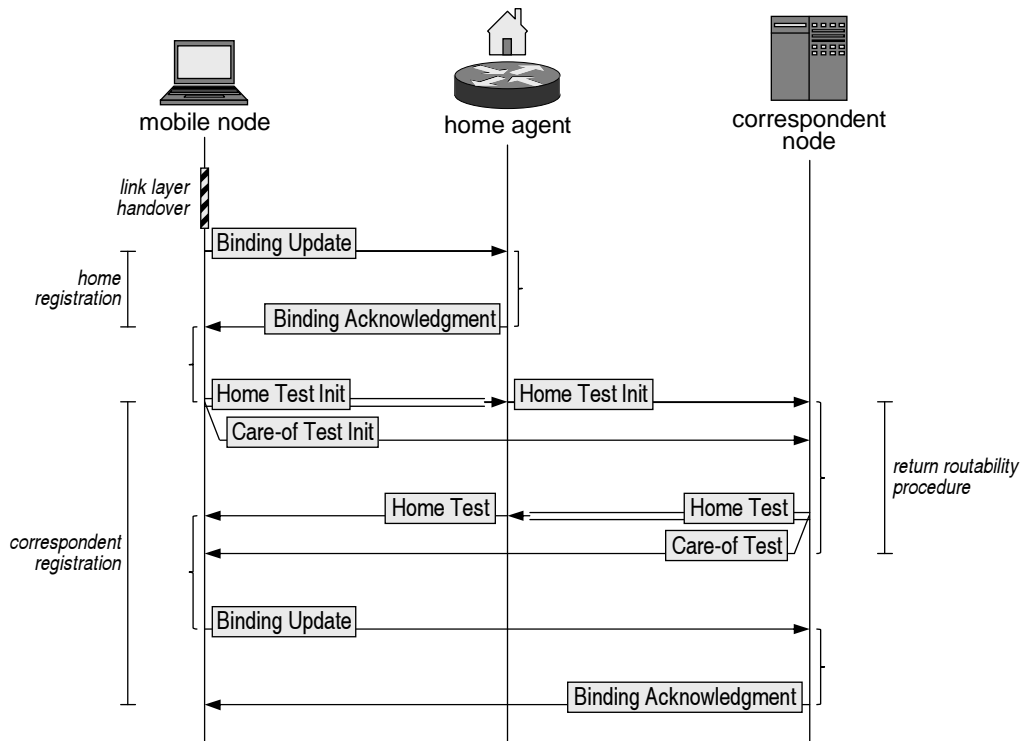 mobile node
home agent
correspondent
node
link layer
handover
Binding Update
home
registration
Binding Acknowledgment
Home Test Init
Home Test Init
Care-of Test Init
return routability
procedure
Home Test
Home Test
correspondent
registration
Care-of Test
Binding Update
Binding Acknowledgment